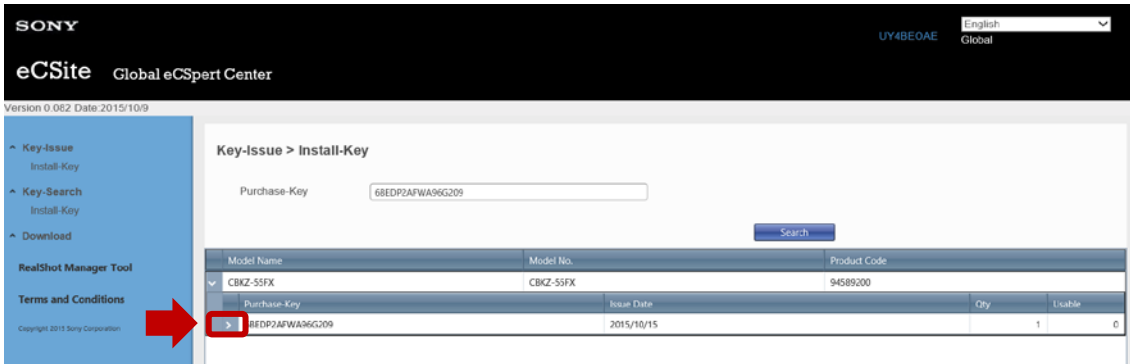 SONY
UY4BEOAE
English
Global
eCSite Global eCSpert Center
Version 0.082 Date:2015/10/9
Key-Issue
Install-Key
Key-Search
Install-Key
Download
RealShot Manager Tool
Terms and Conditions
Copyright 2015 Sony Corporation
Key-Issue > Install-Key
Purchase-Key 68EDP2AFWA96G209
Search
Model Name Model No. Product Code
CBKZ-55FX CBKZ-55FX 94589200
Purchase-Key Issue Date Qty Usable
68EDP2AFWA96G209 2015/10/15 1 0